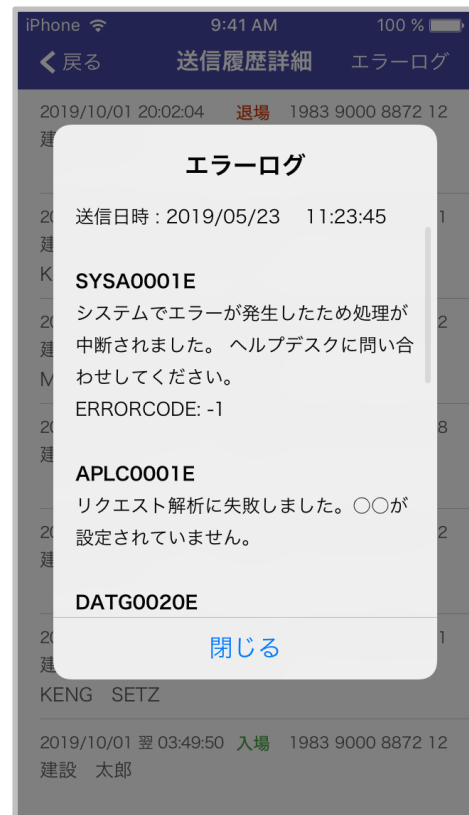 iPhone 9:41 AM 100 %
戻る 送信履歴詳細 エラーログ
2019/10/01 20:02:04 退場 1983 9000 8872 12
建
エラーログ
送信日時 : 2019/05/23 11:23:45
SYSA0001E
システムでエラーが発生したため処理が
中断されました。 ヘルプデスクに問い合
わせしてください。
ERRORCODE: -1
APLC0001E
リクエスト解析に失敗しました。〇〇が
設定されていません。
DATG0020E
閉じる
KENG SETZ
2019/10/01 翌 03:49:50 入場 1983 9000 8872 12
建設 太郎